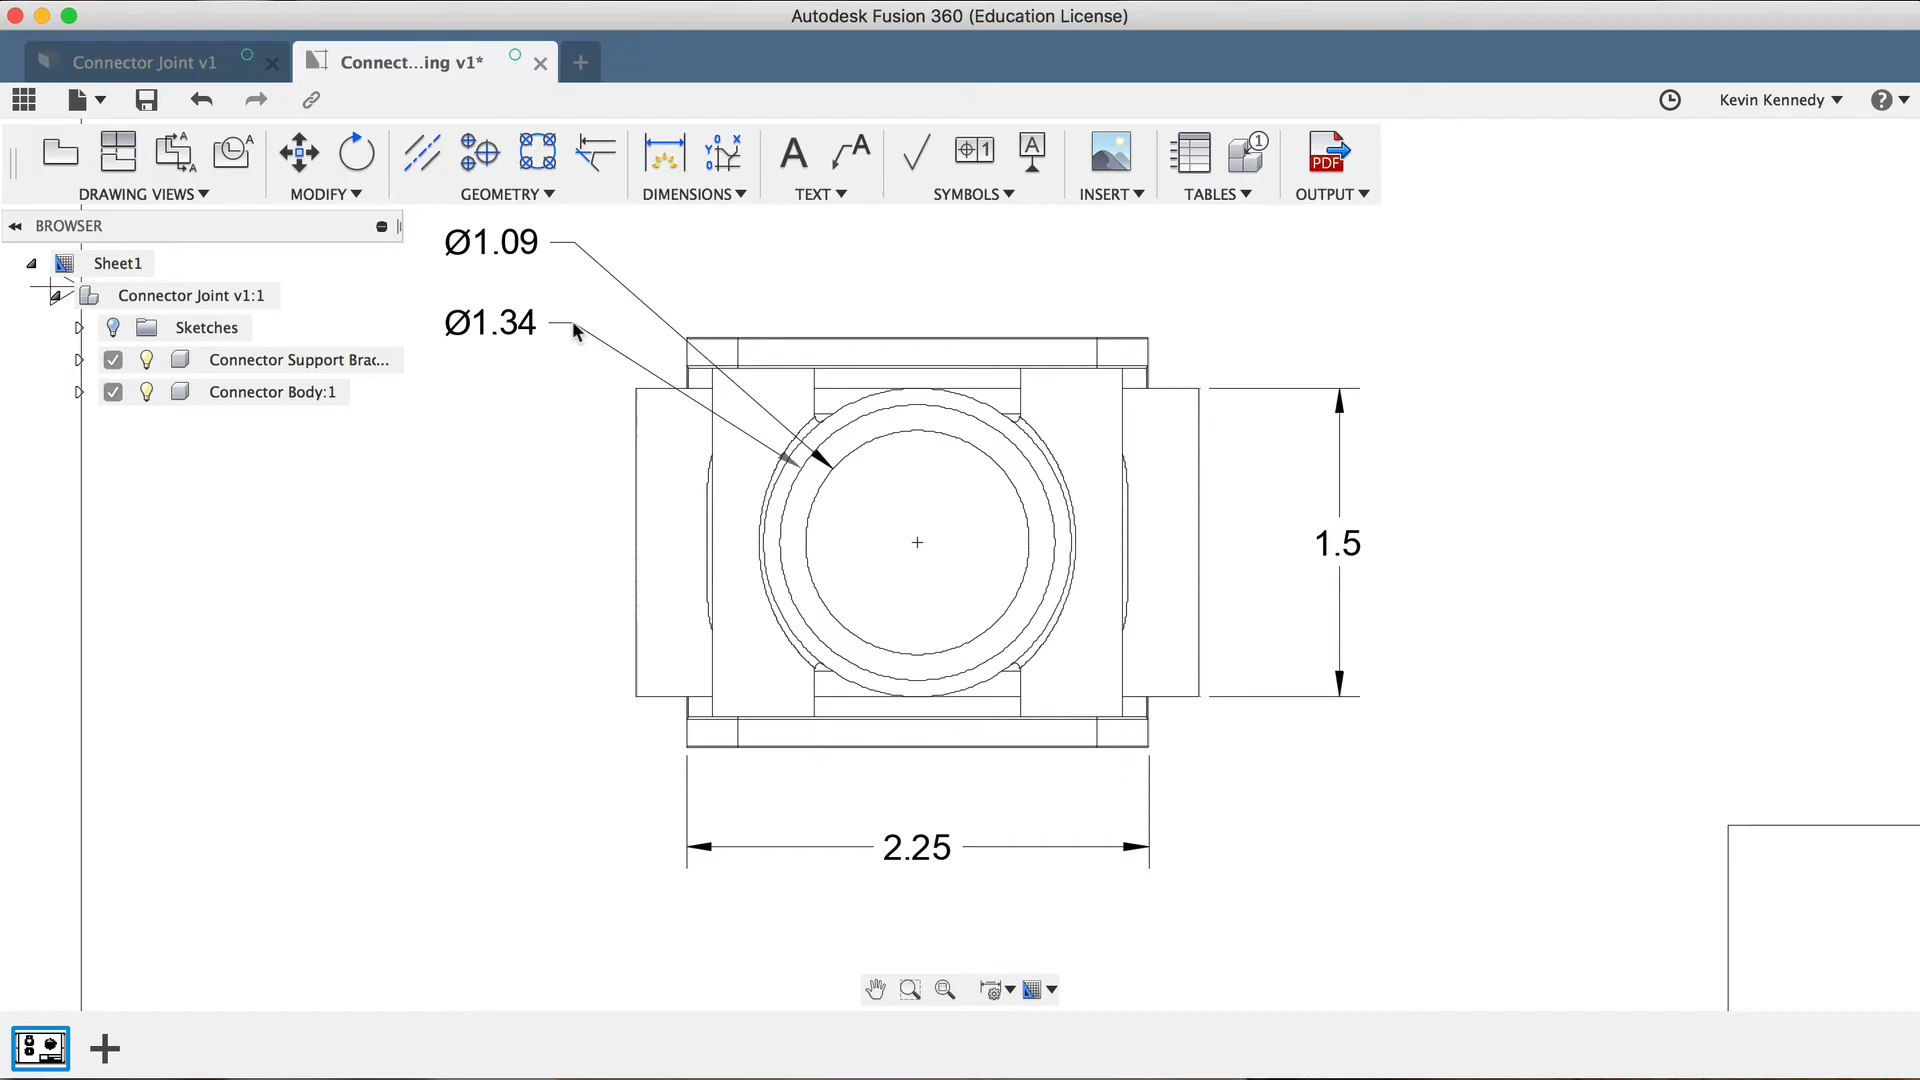 Autodesk Fusion 360 (Education License)
Connector Joint v1
Connect...ing v1*
Kevin Kennedy
?
DRAWING VIEWS
MODIFY
GEOMETRY
DIMENSIONS
TEXT
SYMBOLS
INSERT
TABLES
OUTPUT
PDF
BROWSER
Sheet1
Connector Joint v1:1
Sketches
Connector Support Brac...
Connector Body:1
Ø1.09
Ø1.34
1.5
2.25